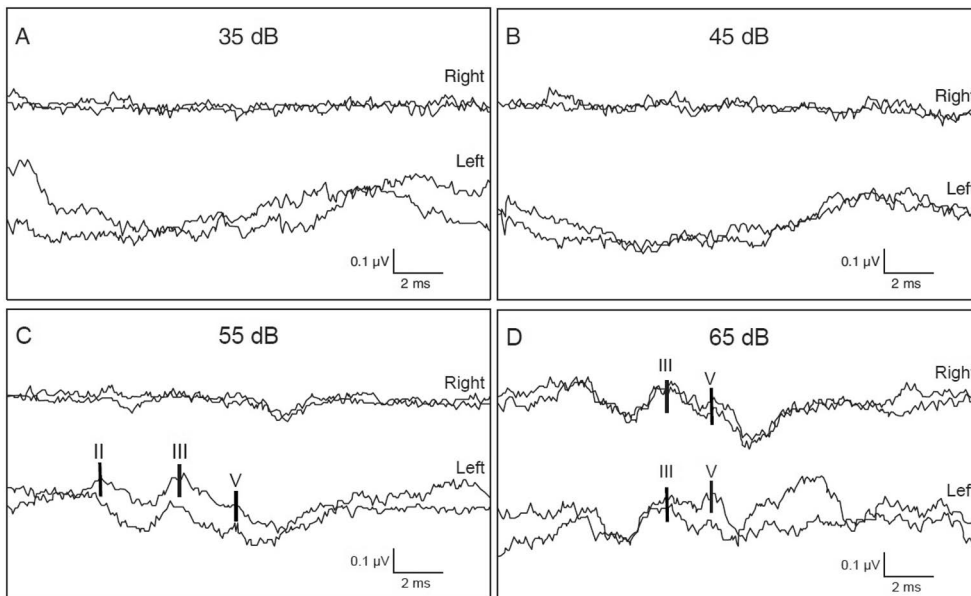 A
35 dB
Right
Left
0.1 µV
2 ms
B
45 dB
Right
Left
0.1 µV
2 ms
C
55 dB
Right
II
III
V
Left
0.1 µV
2 ms
D
65 dB
III
V
Right
III
V
Left
0.1 µV
2 ms